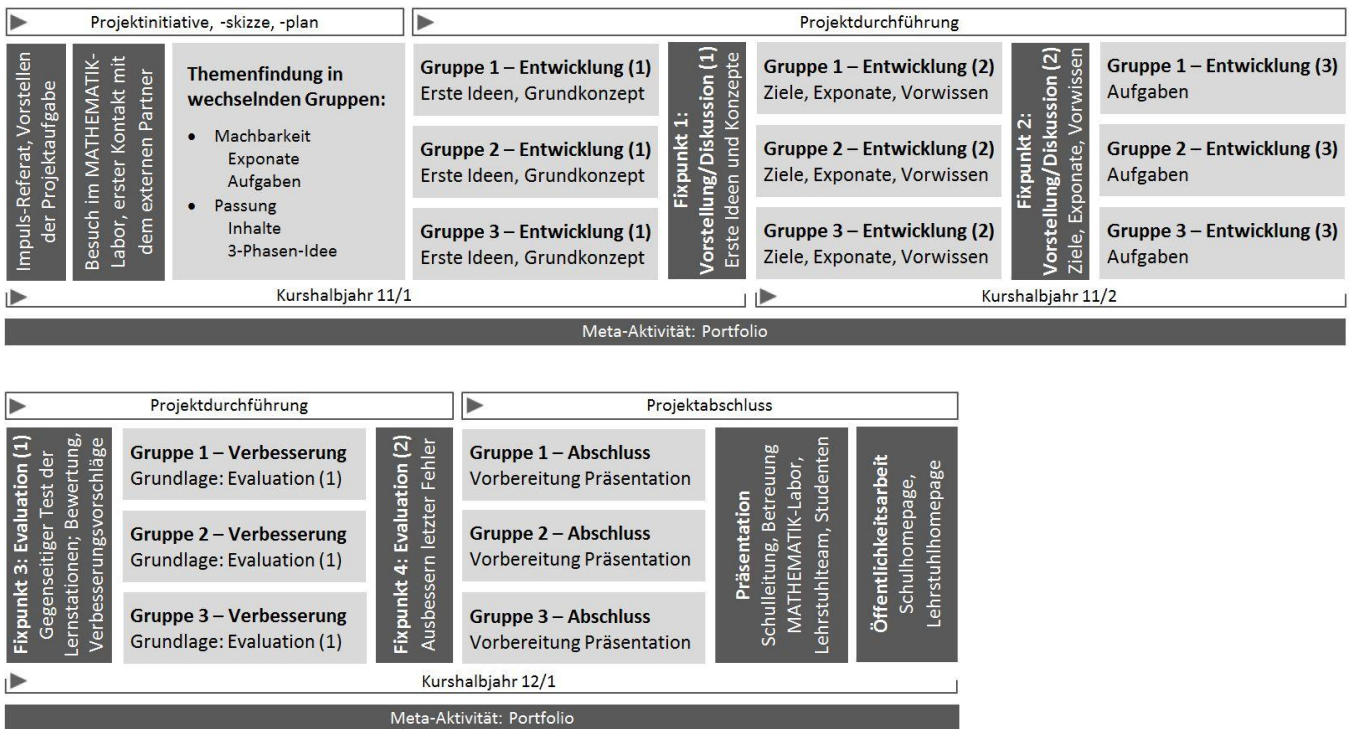 Projektinitiative, -skizze, -plan
Projektdurchführung
Impuls-Referat, Vorstellen
der Projektaufgabe
Besuch im MATHEMATIK-
Labor, erster Kontakt mit
dem externen Partner
Themenfindung in
wechselnden Gruppen:
• Machbarkeit
Exponate
Aufgaben
• Passung
Inhalte
3-Phasen-Idee
Gruppe 1 – Entwicklung (1)
Erste Ideen, Grundkonzept
Gruppe 2 – Entwicklung (1)
Erste Ideen, Grundkonzept
Gruppe 3 – Entwicklung (1)
Erste Ideen, Grundkonzept
Fixpunkt 1:
Vorstellung/Diskussion (1)
Erste Ideen und Konzepte
Gruppe 1 – Entwicklung (2)
Ziele, Exponate, Vorwissen
Gruppe 2 – Entwicklung (2)
Ziele, Exponate, Vorwissen
Gruppe 3 – Entwicklung (2)
Ziele, Exponate, Vorwissen
Fixpunkt 2:
Vorstellung/Diskussion (2)
Ziele, Exponate, Vorwissen
Gruppe 1 – Entwicklung (3)
Aufgaben
Gruppe 2 – Entwicklung (3)
Aufgaben
Gruppe 3 – Entwicklung (3)
Aufgaben
Kurshalbjahr 11/1
Kurshalbjahr 11/2
Meta-Aktivität: Portfolio
Projektdurchführung
Projektabschluss
Fixpunkt 3: Evaluation (1)
Gegenseitiger Test der
Lernstationen; Bewertung,
Verbesserungsvorschläge
Gruppe 1 – Verbesserung
Grundlage: Evaluation (1)
Gruppe 2 – Verbesserung
Grundlage: Evaluation (1)
Gruppe 3 – Verbesserung
Grundlage: Evaluation (1)
Fixpunkt 4: Evaluation (2)
Ausbessern letzter Fehler
Gruppe 1 – Abschluss
Vorbereitung Präsentation
Gruppe 2 – Abschluss
Vorbereitung Präsentation
Gruppe 3 – Abschluss
Vorbereitung Präsentation
Präsentation
Schulleitung, Betreuung
MATHEMATIK-Labor,
Lehrstuhlteam, Studenten
Öffentlichkeitsarbeit
Schulhomepage,
Lehrstuhlhomepage
Kurshalbjahr 12/1
Meta-Aktivität: Portfolio